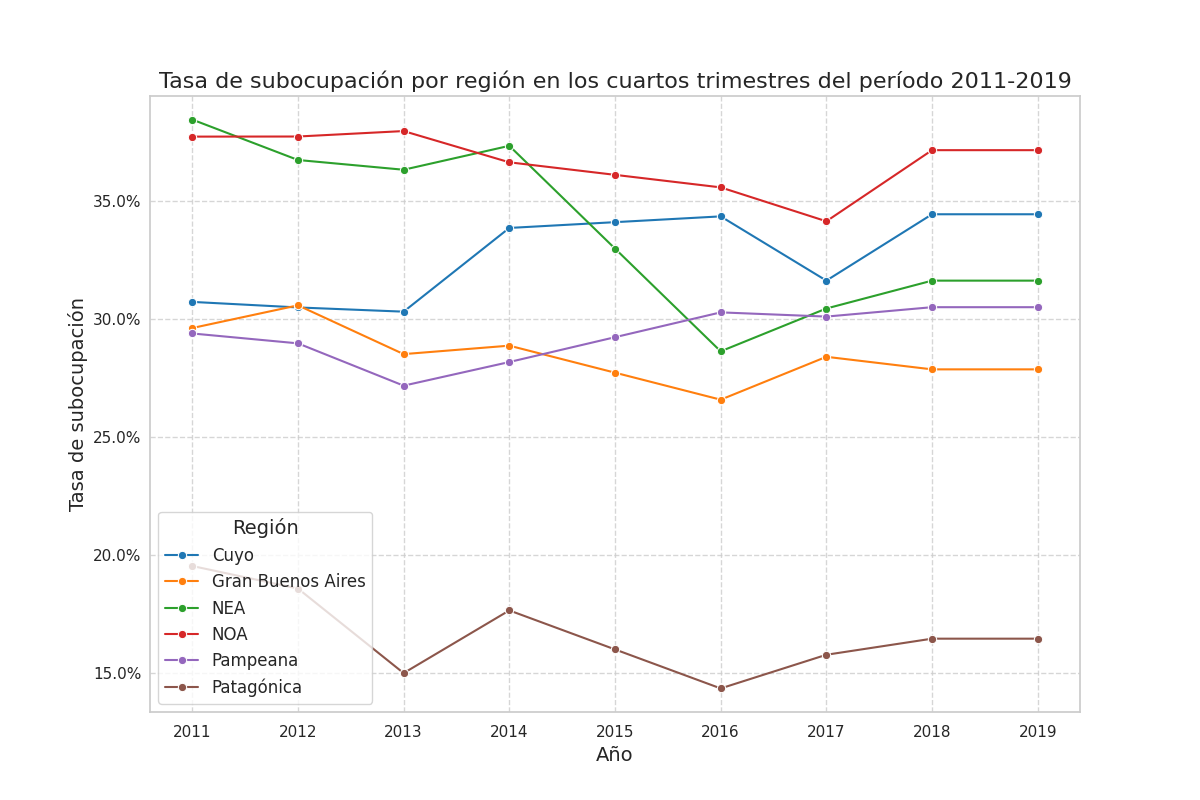 Tasa de subocupación por región en los cuartos trimestres del período 2011-2019
Tasa de subocupación
35.0%
30.0%
25.0%
20.0%
15.0%
Región
Cuyo
Gran Buenos Aires
NEA
NOA
Pampeana
Patagónica
2011 2012 2013 2014 2015 2016 2017 2018 2019
Año